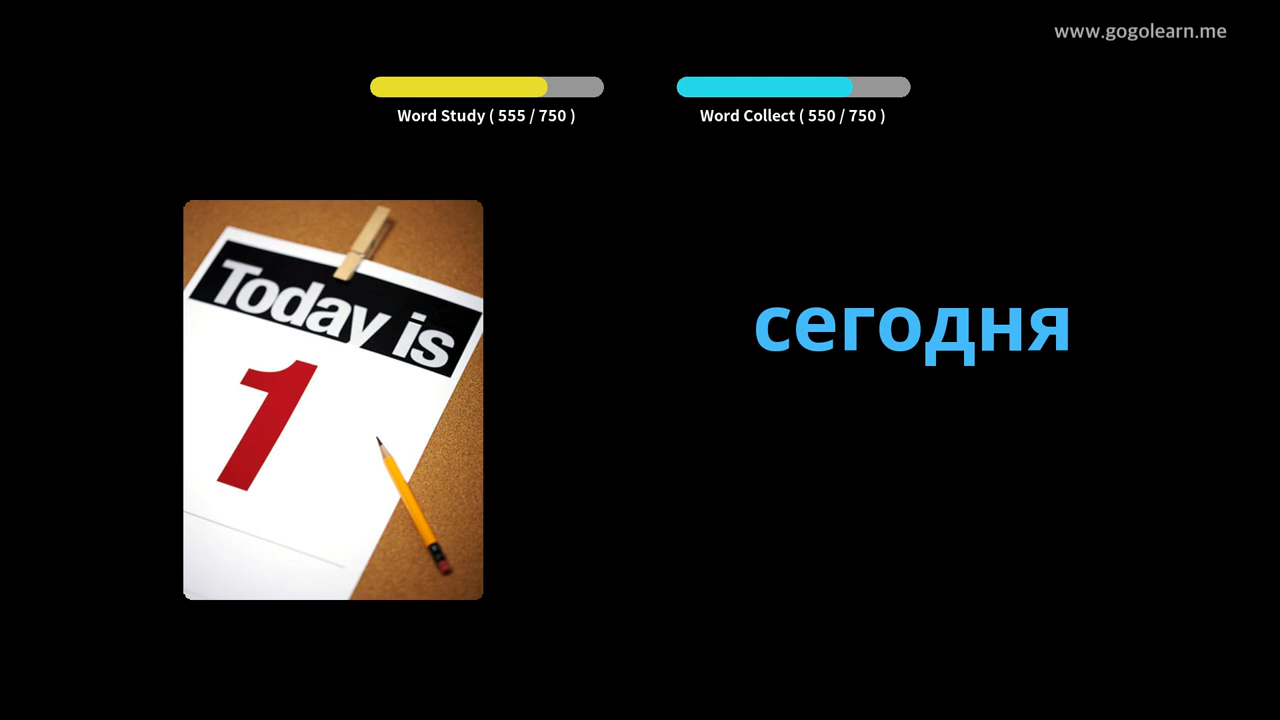 www.gogolearn.me
Word Study ( 555 / 750 )
Word Collect ( 550 / 750 )
Today is
1
сегодня